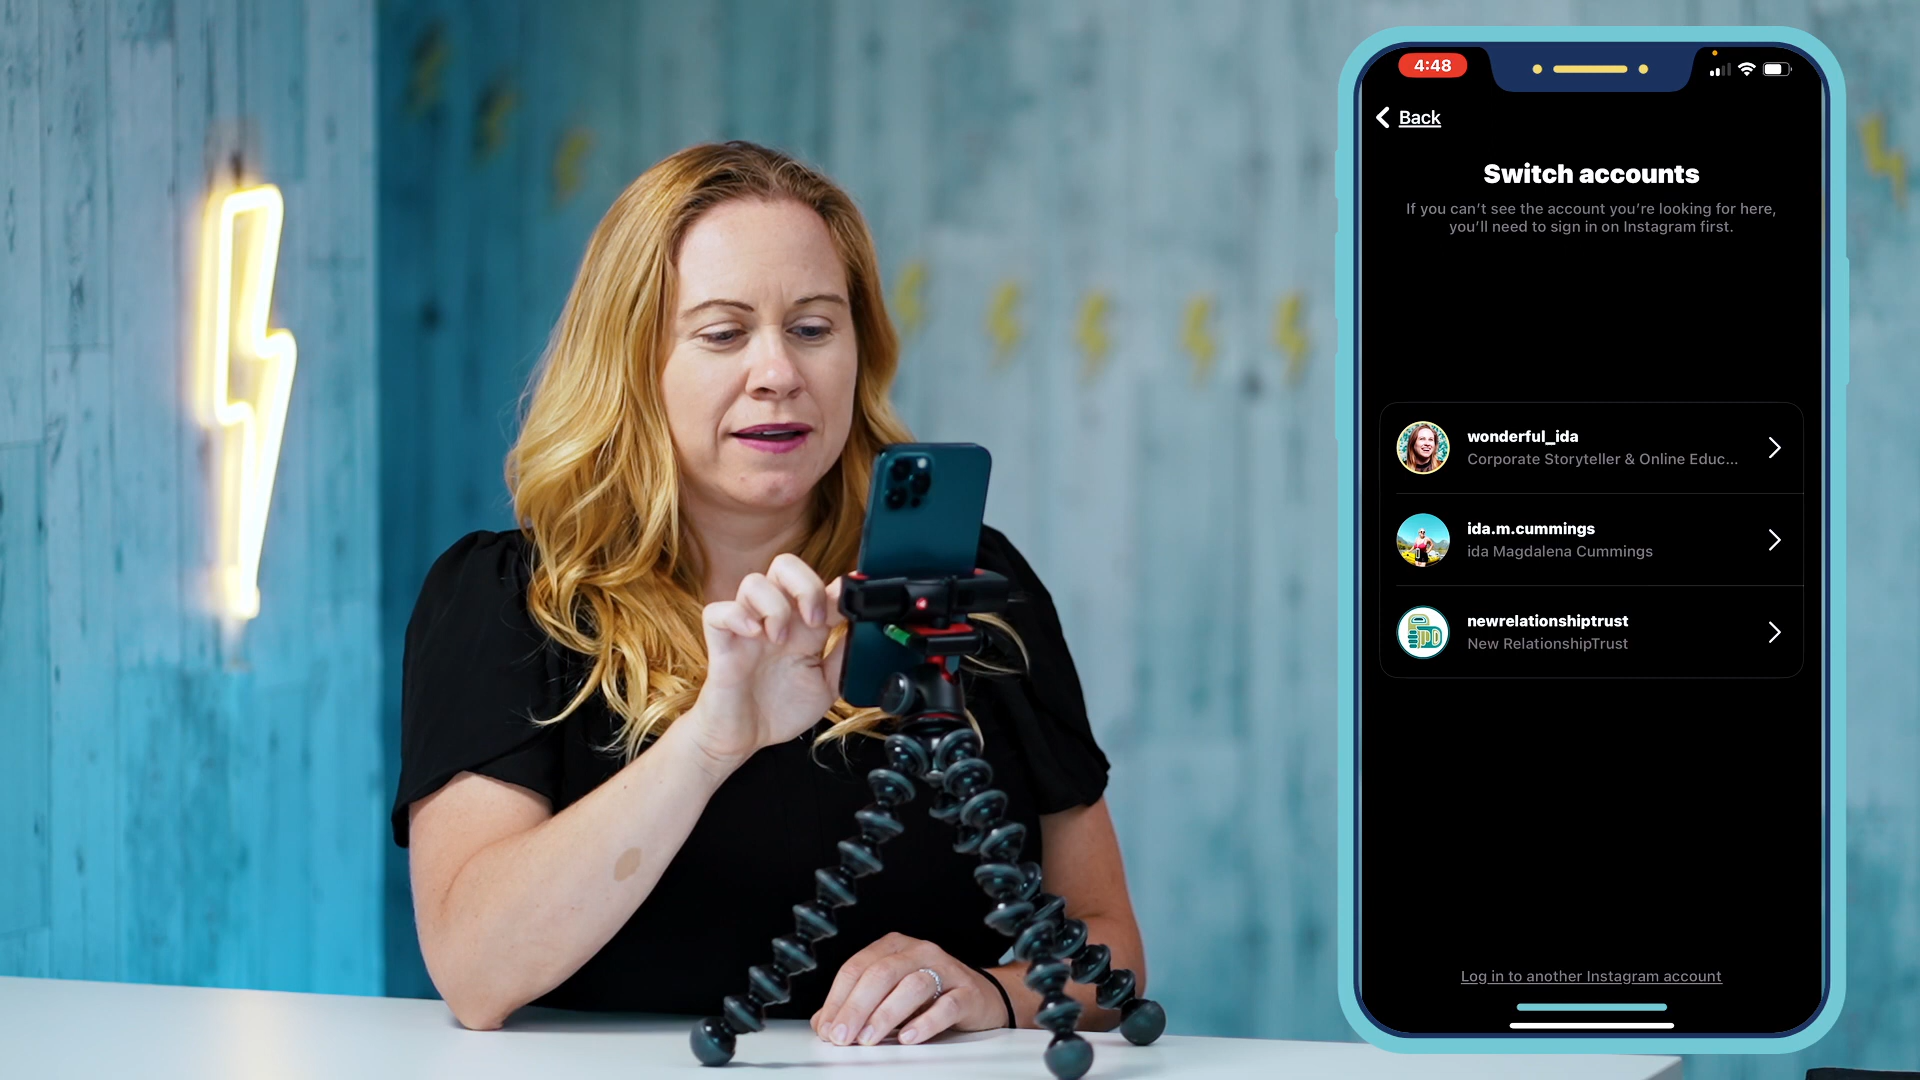 4:48
Back
Switch accounts
If you can't see the account you're looking for here,
you'll need to sign in on Instagram first.
wonderful_ida
Corporate Storyteller & Online Educ...
ida.m.cummings
ida Magdalena Cummings
newrelationshiptrust
New RelationshipTrust
Log in to another Instagram account